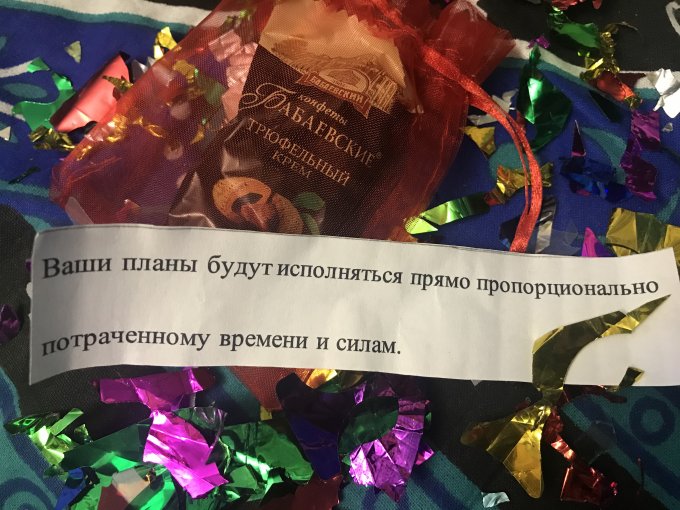 БАБАЕВСКИЙ
конфеты
БАБАЕВСКИЕ®
ТРЮФЕЛЬНЫЙ
КРЕМ
Ваши планы будут исполняться прямо пропорционально
потраченному времени и силам.